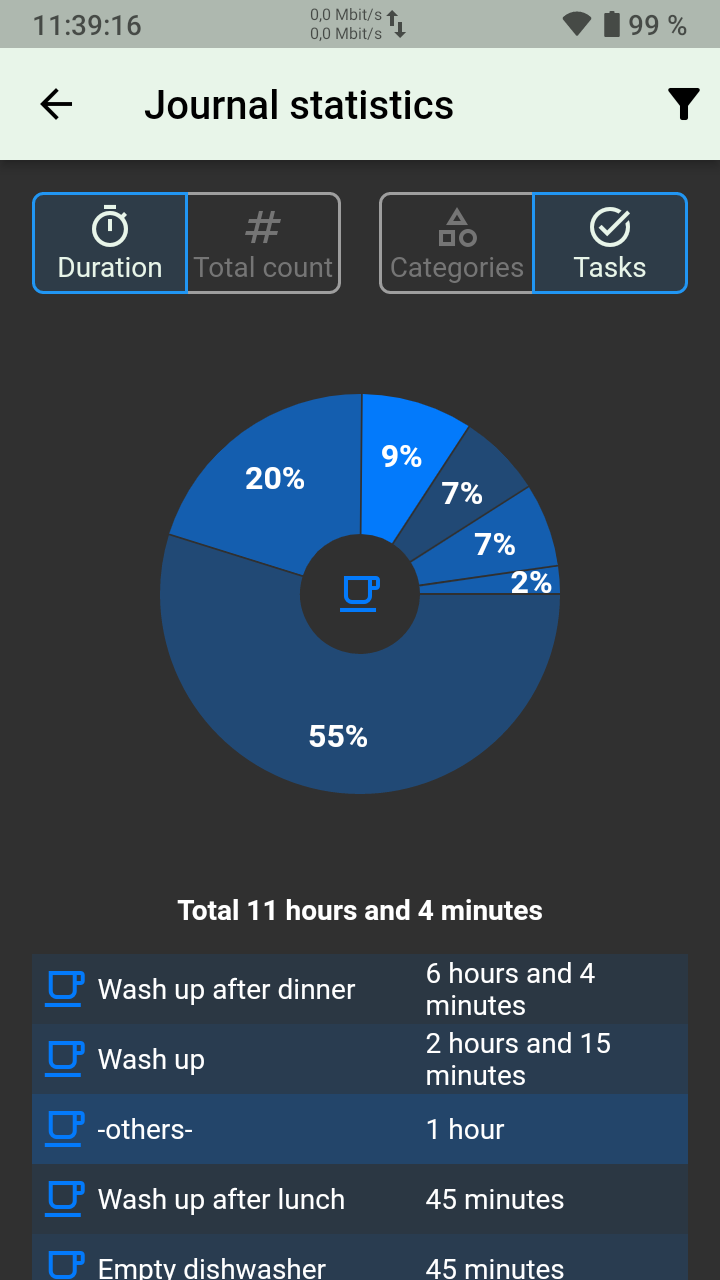 11:39:16
0,0 Mbit/s
0,0 Mbit/s
99 %
Journal statistics
Duration
Total count
Categories
Tasks
9%
20%
7%
7%
2%
55%
Total 11 hours and 4 minutes
Wash up after dinner
6 hours and 4
minutes
Wash up
2 hours and 15
minutes
-others-
1 hour
Wash up after lunch
45 minutes
Empty dishwasher
45 minutes